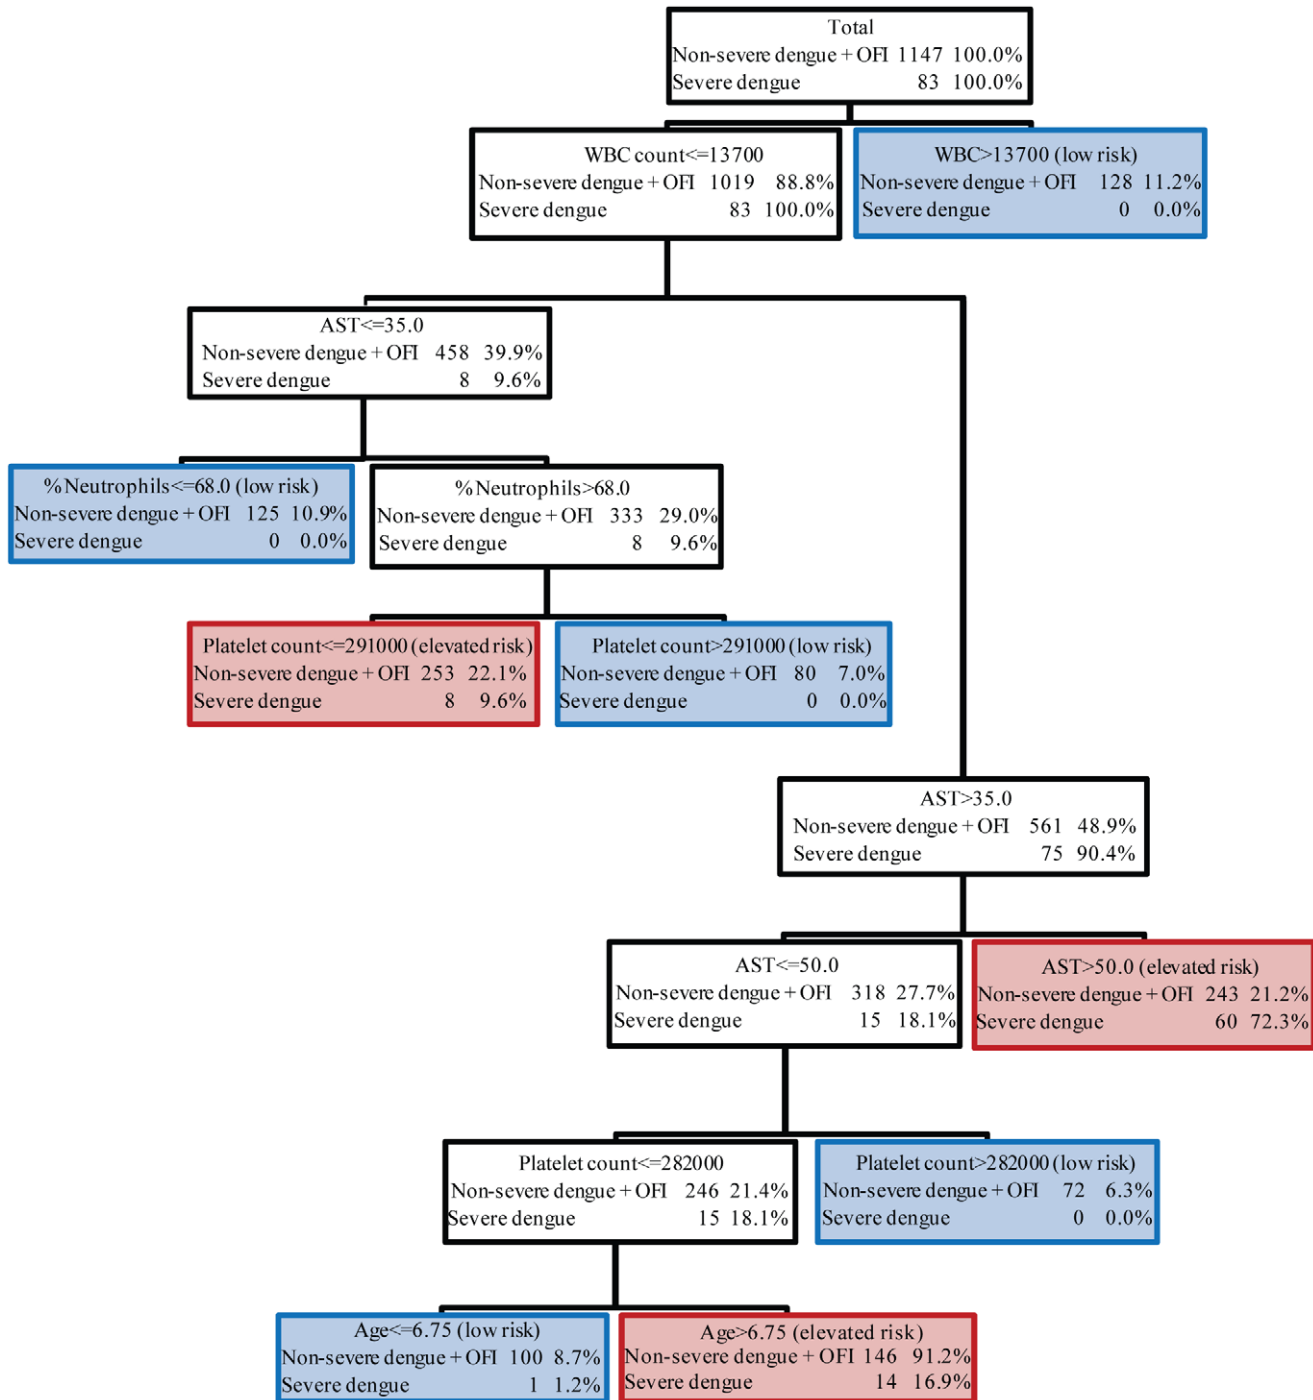 Total
Non-severe dengue + OFI 1147 100.0%
Severe dengue 83 100.0%
WBC count<=13700
Non-severe dengue + OFI 1019 88.8%
Severe dengue 83 100.0%
WBC>13700 (low risk)
Non-severe dengue + OFI 128 11.2%
Severe dengue 0 0.0%
AST<=35.0
Non-severe dengue + OFI 458 39.9%
Severe dengue 8 9.6%
%Neutrophils<=68.0 (low risk)
Non-severe dengue + OFI 125 10.9%
Severe dengue 0 0.0%
%Neutrophils>68.0
Non-severe dengue + OFI 333 29.0%
Severe dengue 8 9.6%
Platelet count<=291000 (elevated risk)
Non-severe dengue + OFI 253 22.1%
Severe dengue 8 9.6%
Platelet count>291000 (low risk)
Non-severe dengue + OFI 80 7.0%
Severe dengue 0 0.0%
AST>35.0
Non-severe dengue + OFI 561 48.9%
Severe dengue 75 90.4%
AST<=50.0
Non-severe dengue + OFI 318 27.7%
Severe dengue 15 18.1%
AST>50.0 (elevated risk)
Non-severe dengue + OFI 243 21.2%
Severe dengue 60 72.3%
Platelet count<=282000
Non-severe dengue + OFI 246 21.4%
Severe dengue 15 18.1%
Platelet count>282000 (low risk)
Non-severe dengue + OFI 72 6.3%
Severe dengue 0 0.0%
Age<=6.75 (low risk)
Non-severe dengue + OFI 100 8.7%
Severe dengue 1 1.2%
Age>6.75 (elevated risk)
Non-severe dengue + OFI 146 91.2%
Severe dengue 14 16.9%